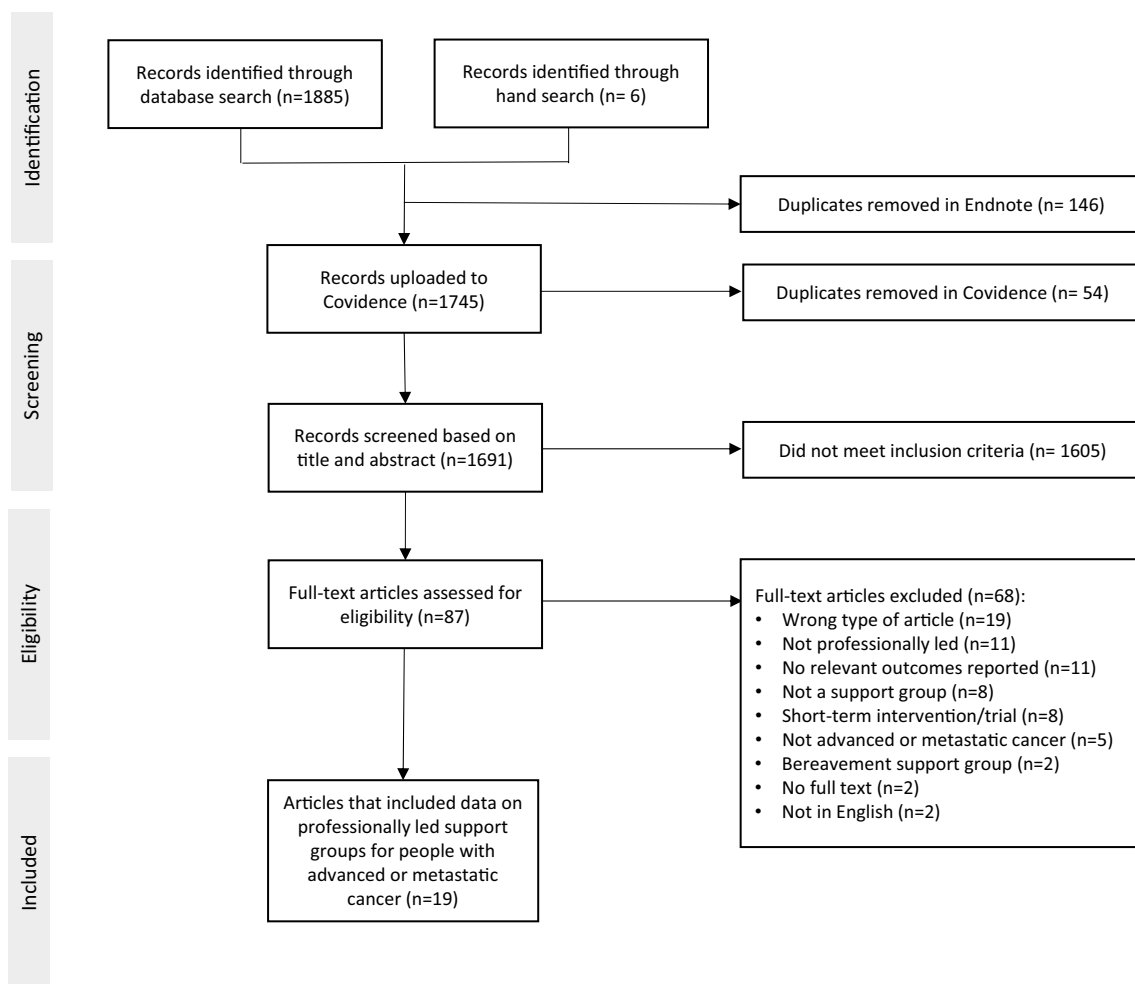 Identification
Records identified through
database search (n=1885)
Records identified through
hand search (n= 6)
Duplicates removed in Endnote (n= 146)
Screening
Records uploaded to
Covidence (n=1745)
Duplicates removed in Covidence (n= 54)
Records screened based on
title and abstract (n=1691)
Did not meet inclusion criteria (n= 1605)
Eligibility
Full-text articles assessed for
eligibility (n=87)
Full-text articles excluded (n=68):
• Wrong type of article (n=19)
• Not professionally led (n=11)
• No relevant outcomes reported (n=11)
• Not a support group (n=8)
• Short-term intervention/trial (n=8)
• Not advanced or metastatic cancer (n=5)
• Bereavement support group (n=2)
• No full text (n=2)
• Not in English (n=2)
Included
Articles that included data on
professionally led support
groups for people with
advanced or metastatic
cancer (n=19)